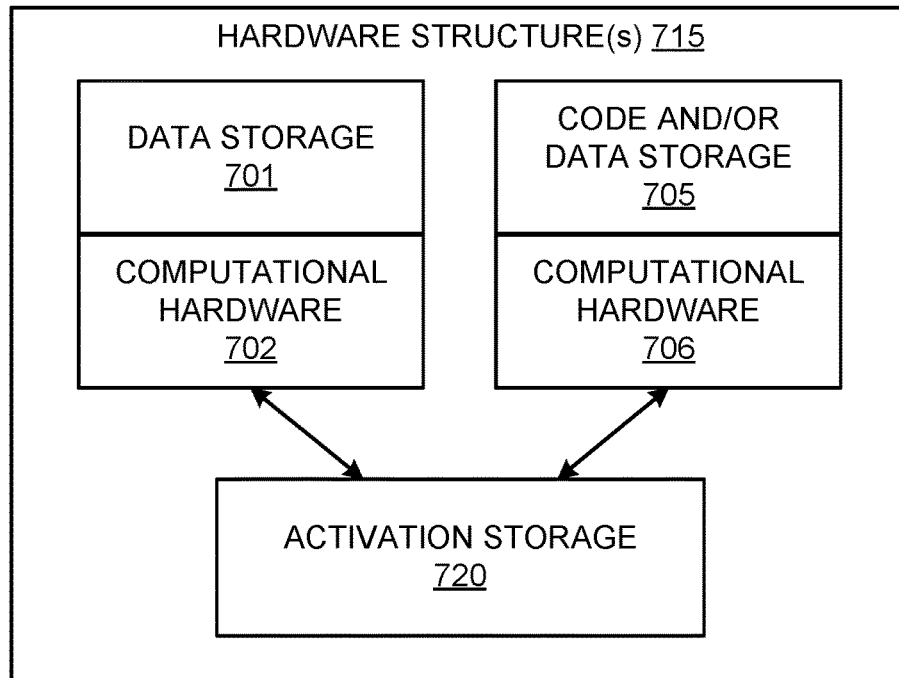 HARDWARE STRUCTURE(s) 715
DATA STORAGE
701
COMPUTATIONAL
HARDWARE
702
CODE AND/OR
DATA STORAGE
705
COMPUTATIONAL
HARDWARE
706
ACTIVATION STORAGE
720